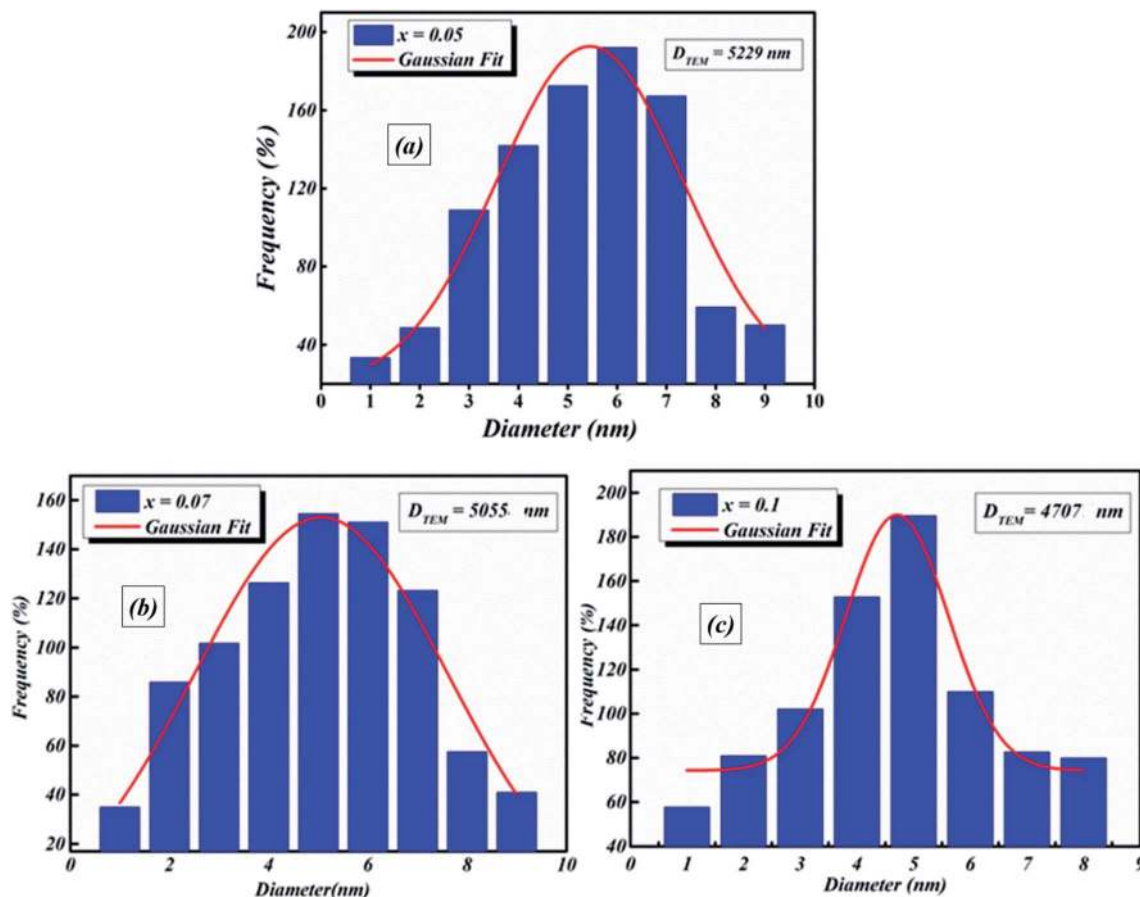 200
160
120
80
40
Frequency (%)
x = 0.05
Gaussian Fit
D_TEM = 5229 nm
(a)
0 1 2 3 4 5 6 7 8 9 10
Diameter (nm)
160
140
120
100
80
60
40
20
Frequency (%)
x = 0.07
Gaussian Fit
D_TEM = 5055 nm
(b)
0 2 4 6 8 10
Diameter(nm)
200
180
160
140
120
100
80
60
40
Frequency (%)
x = 0.1
Gaussian Fit
D_TEM = 4707 nm
(c)
0 1 2 3 4 5 6 7 8 9
Diameter (nm)